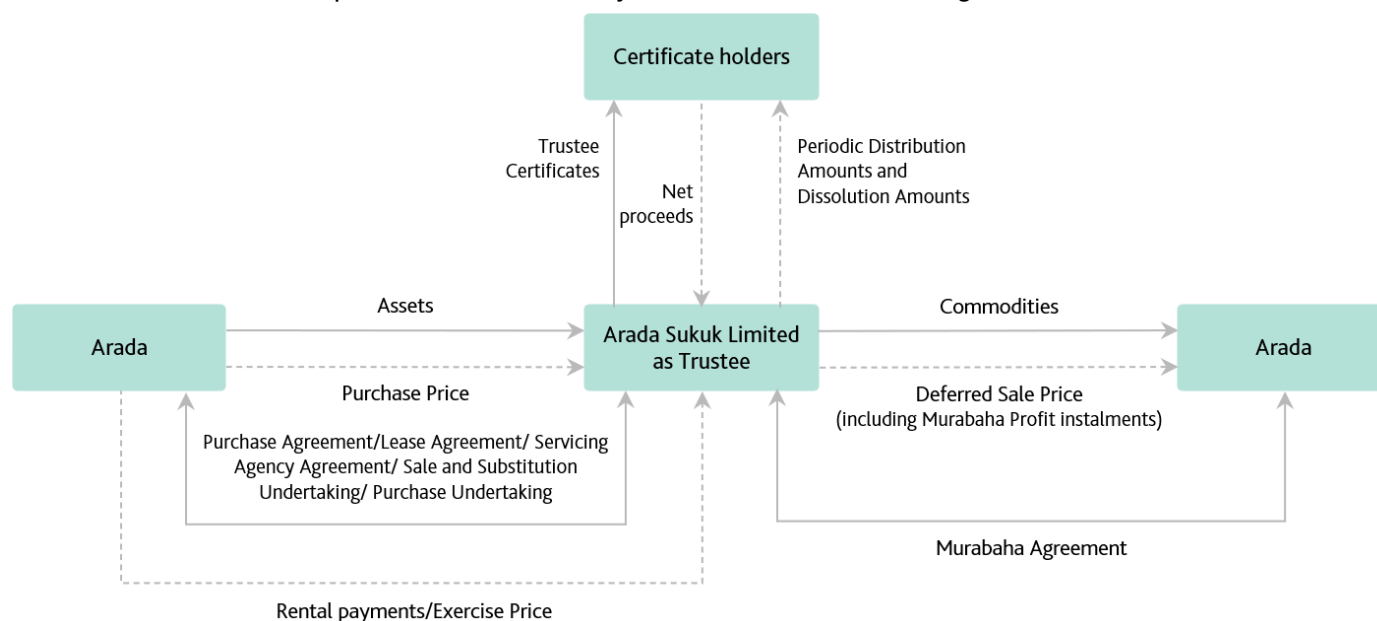 Certificate holders
Trustee
Certificates
Net
proceeds
Periodic Distribution
Amounts and
Dissolution Amounts
Arada
Assets
Purchase Price
Arada Sukuk Limited
as Trustee
Commodities
Deferred Sale Price
(including Murabaha Profit instalments)
Arada
Purchase Agreement/Lease Agreement/ Servicing
Agency Agreement/ Sale and Substitution
Undertaking/ Purchase Undertaking
Murabaha Agreement
Rental payments/Exercise Price